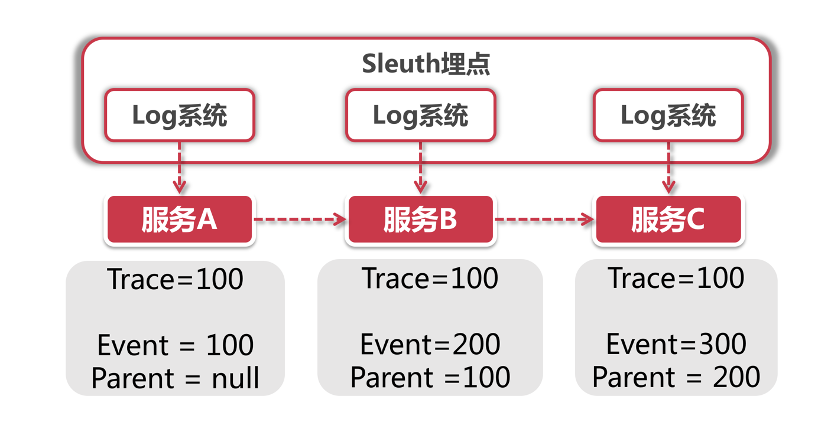 Sleuth埋点
Log系统
Log系统
Log系统
服务A
服务B
服务C
Trace=100
Event = 100
Parent = null
Trace=100
Event=200
Parent =100
Trace=100
Event=300
Parent = 200